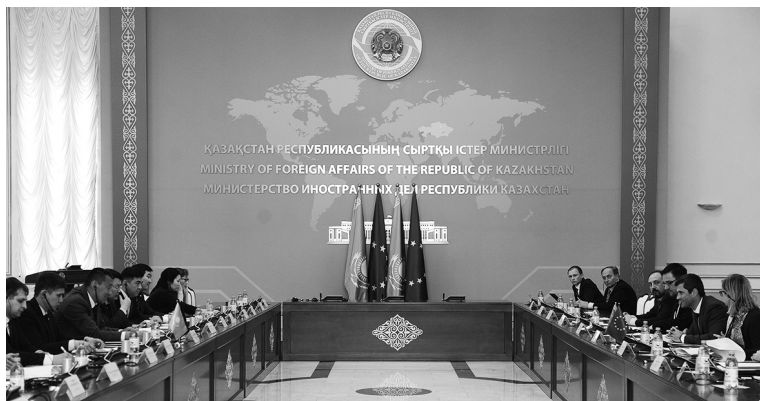 ҚАЗАҚСТАН РЕСПУБЛИКАСЫНЫҢ СЫРТҚЫ ІСТЕР МИНИСТРЛІГІ
MINISTRY OF FOREIGN AFFAIRS OF THE REPUBLIC OF KAZAKHSTAN
МИНИСТЕРСТВО ИНОСТРАННЫХ ДЕЛ РЕСПУБЛИКИ КАЗАХСТАН